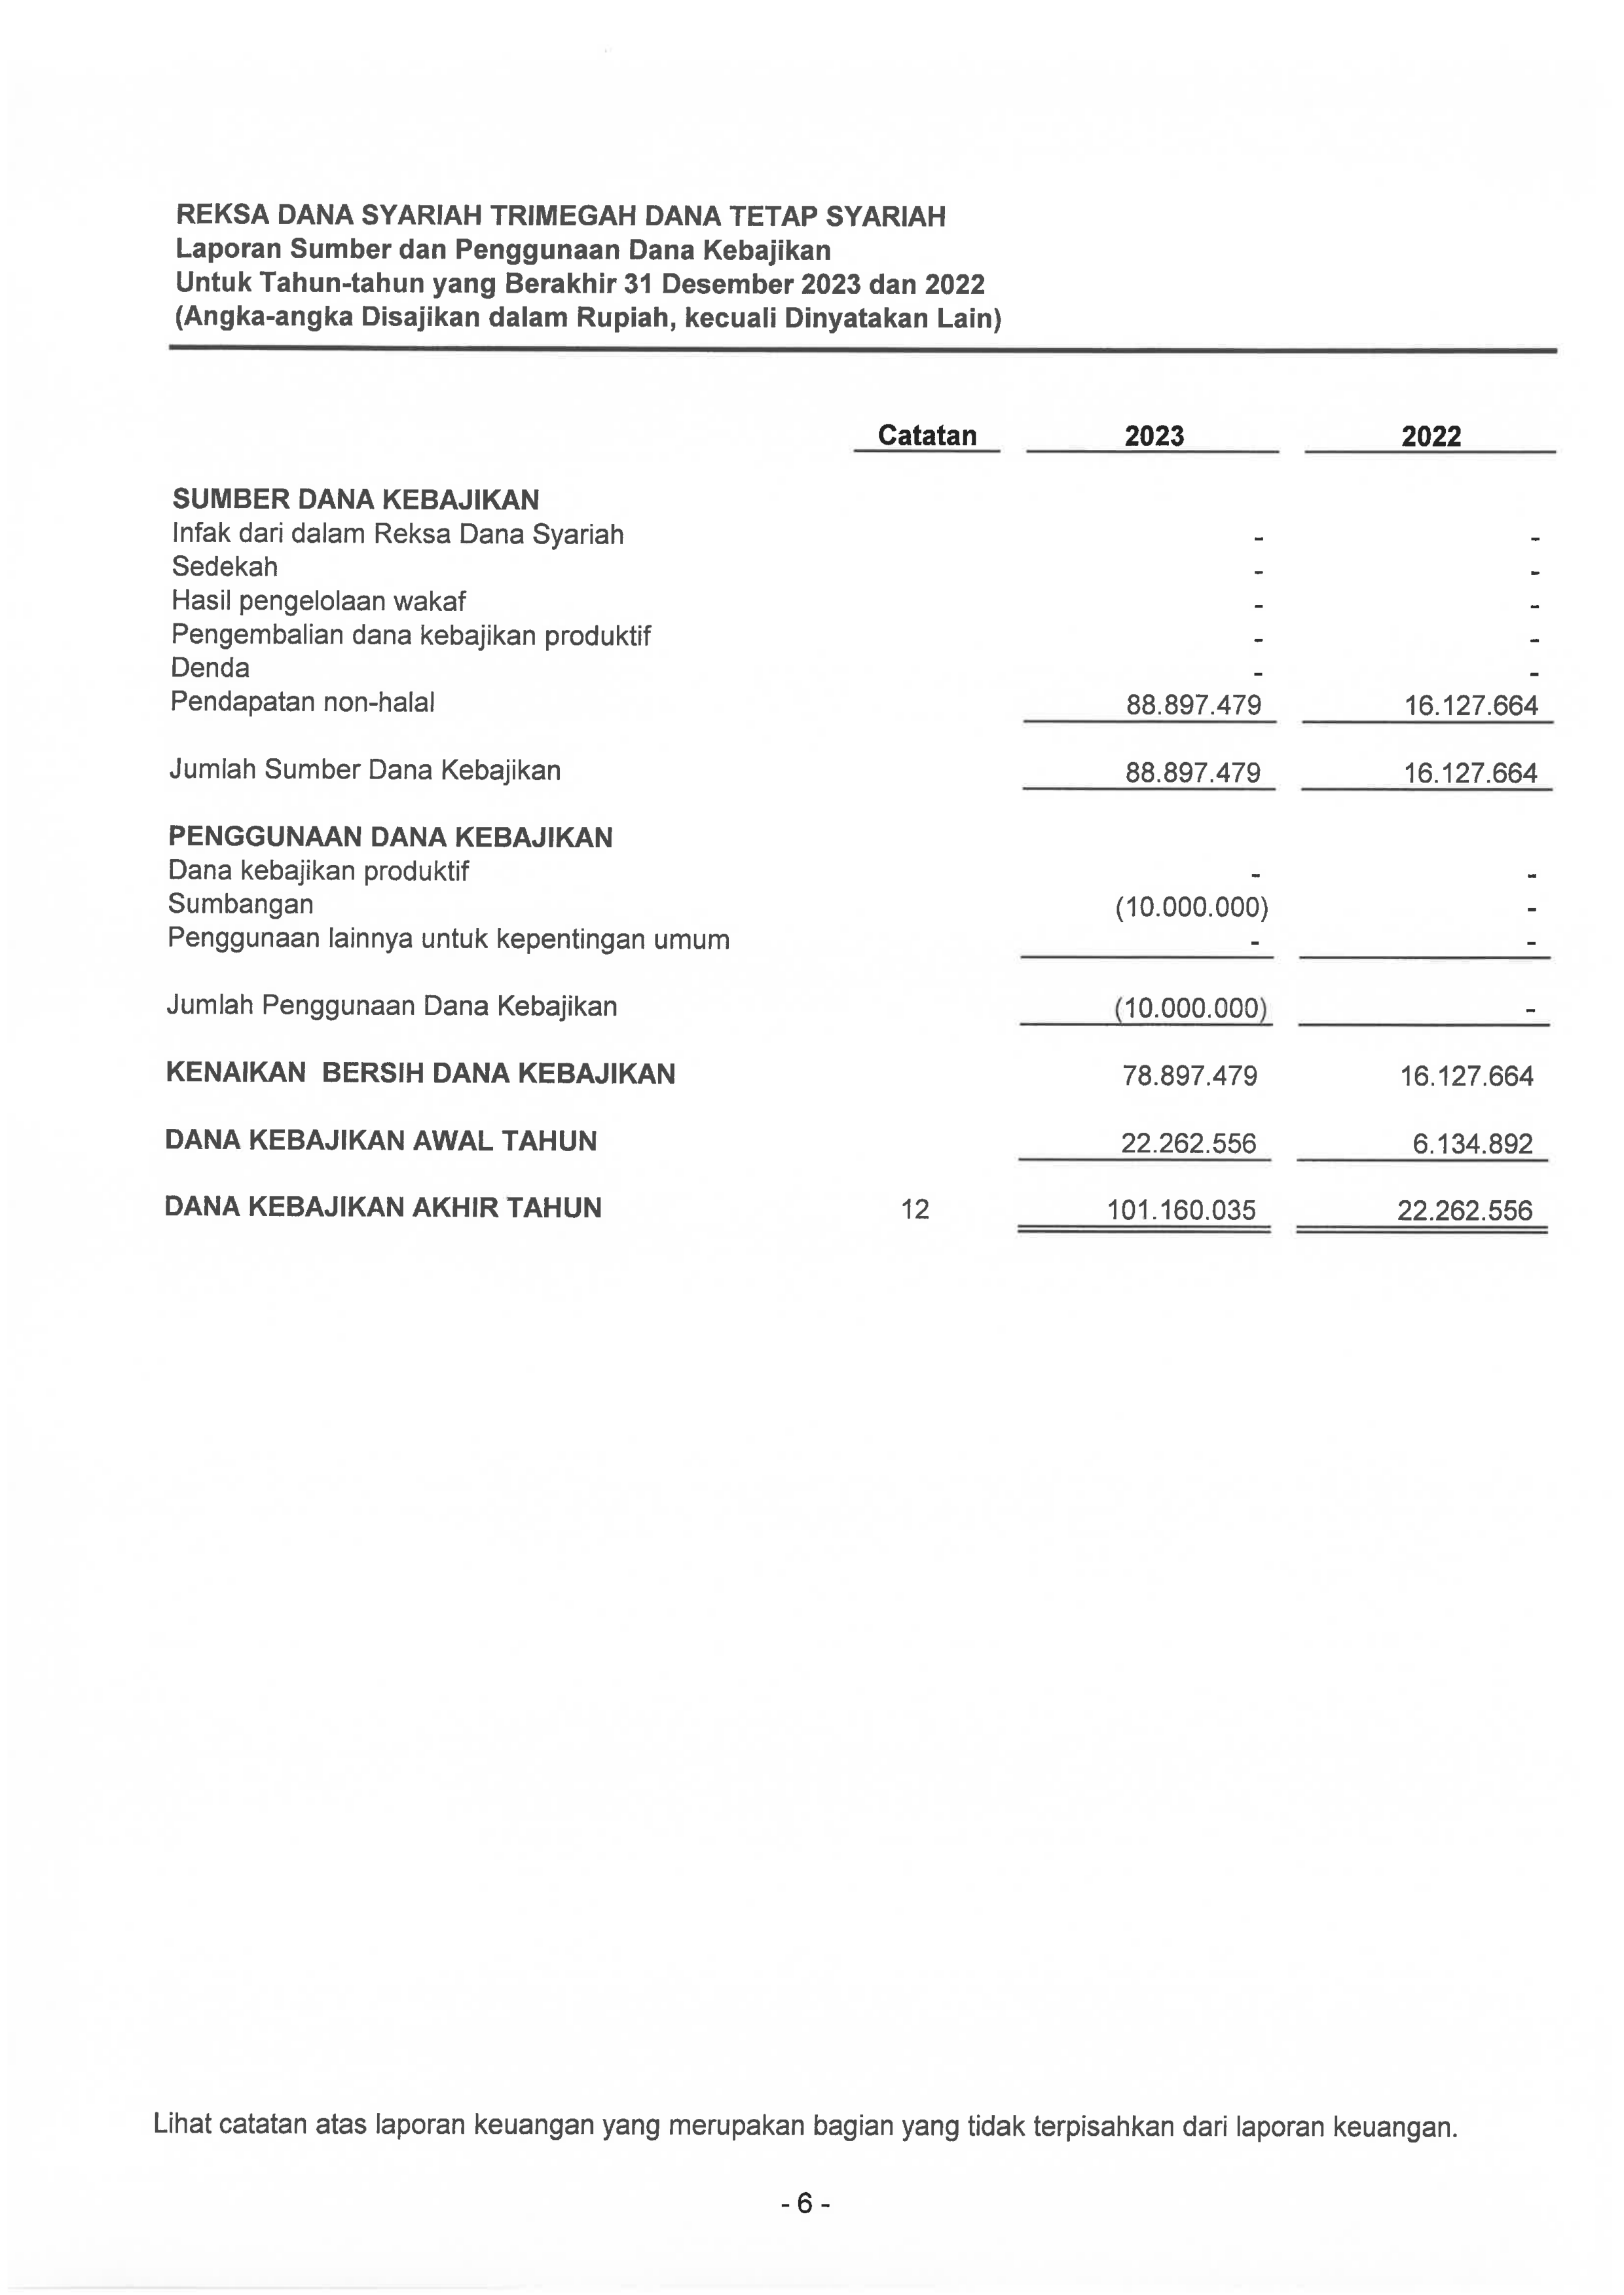 REKSA DANA SYARIAH TRIMEGAH DANA TETAP SYARIAH
Laporan Sumber dan Penggunaan Dana Kebajikan
Untuk Tahun-tahun yang Berakhir 31 Desember 2023 dan 2022
(Angka-angka Disajikan dalam Rupiah, kecuali Dinyatakan Lain)
Catatan 2023 2022
SUMBER DANA KEBAJIKAN
Infak dari dalam Reksa Dana Syariah - -
Sedekah - -
Hasil pengelolaan wakaf - -
Pengembalian dana kebajikan produktif - -
Denda - -
Pendapatan non-halal 88.897.479 16.127.664
Jumlah Sumber Dana Kebajikan 88.897.479 16.127.664
PENGGUNAAN DANA KEBAJIKAN
Dana kebajikan produktif - -
Sumbangan (10.000.000) -
Penggunaan lainnya untuk kepentingan umum - -
Jumlah Penggunaan Dana Kebajikan (10.000.000) -
KENAIKAN BERSIH DANA KEBAJIKAN 78.897.479 16.127.664
DANA KEBAJIKAN AWAL TAHUN 22.262.556 6.134.892
DANA KEBAJIKAN AKHIR TAHUN 12 101.160.035 22.262.556
Lihat catatan atas laporan keuangan yang merupakan bagian yang tidak terpisahkan dari laporan keuangan.
- 6 -